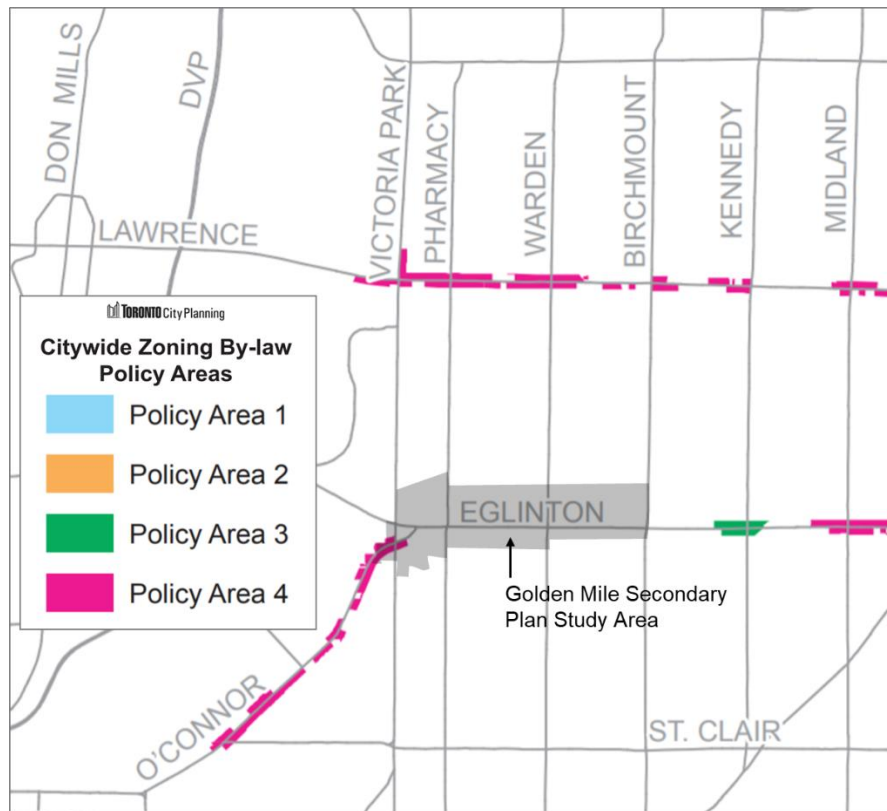 DON MILLS
DVP
VICTORIA PARK
PHARMACY
WARDEN
BIRCHMOUNT
KENNEDY
MIDLAND
LAWRENCE
TORONTO City Planning
Citywide Zoning By-law
Policy Areas
Policy Area 1
Policy Area 2
Policy Area 3
Policy Area 4
EGLINTON
Golden Mile Secondary
Plan Study Area
O'CONNOR
ST. CLAIR